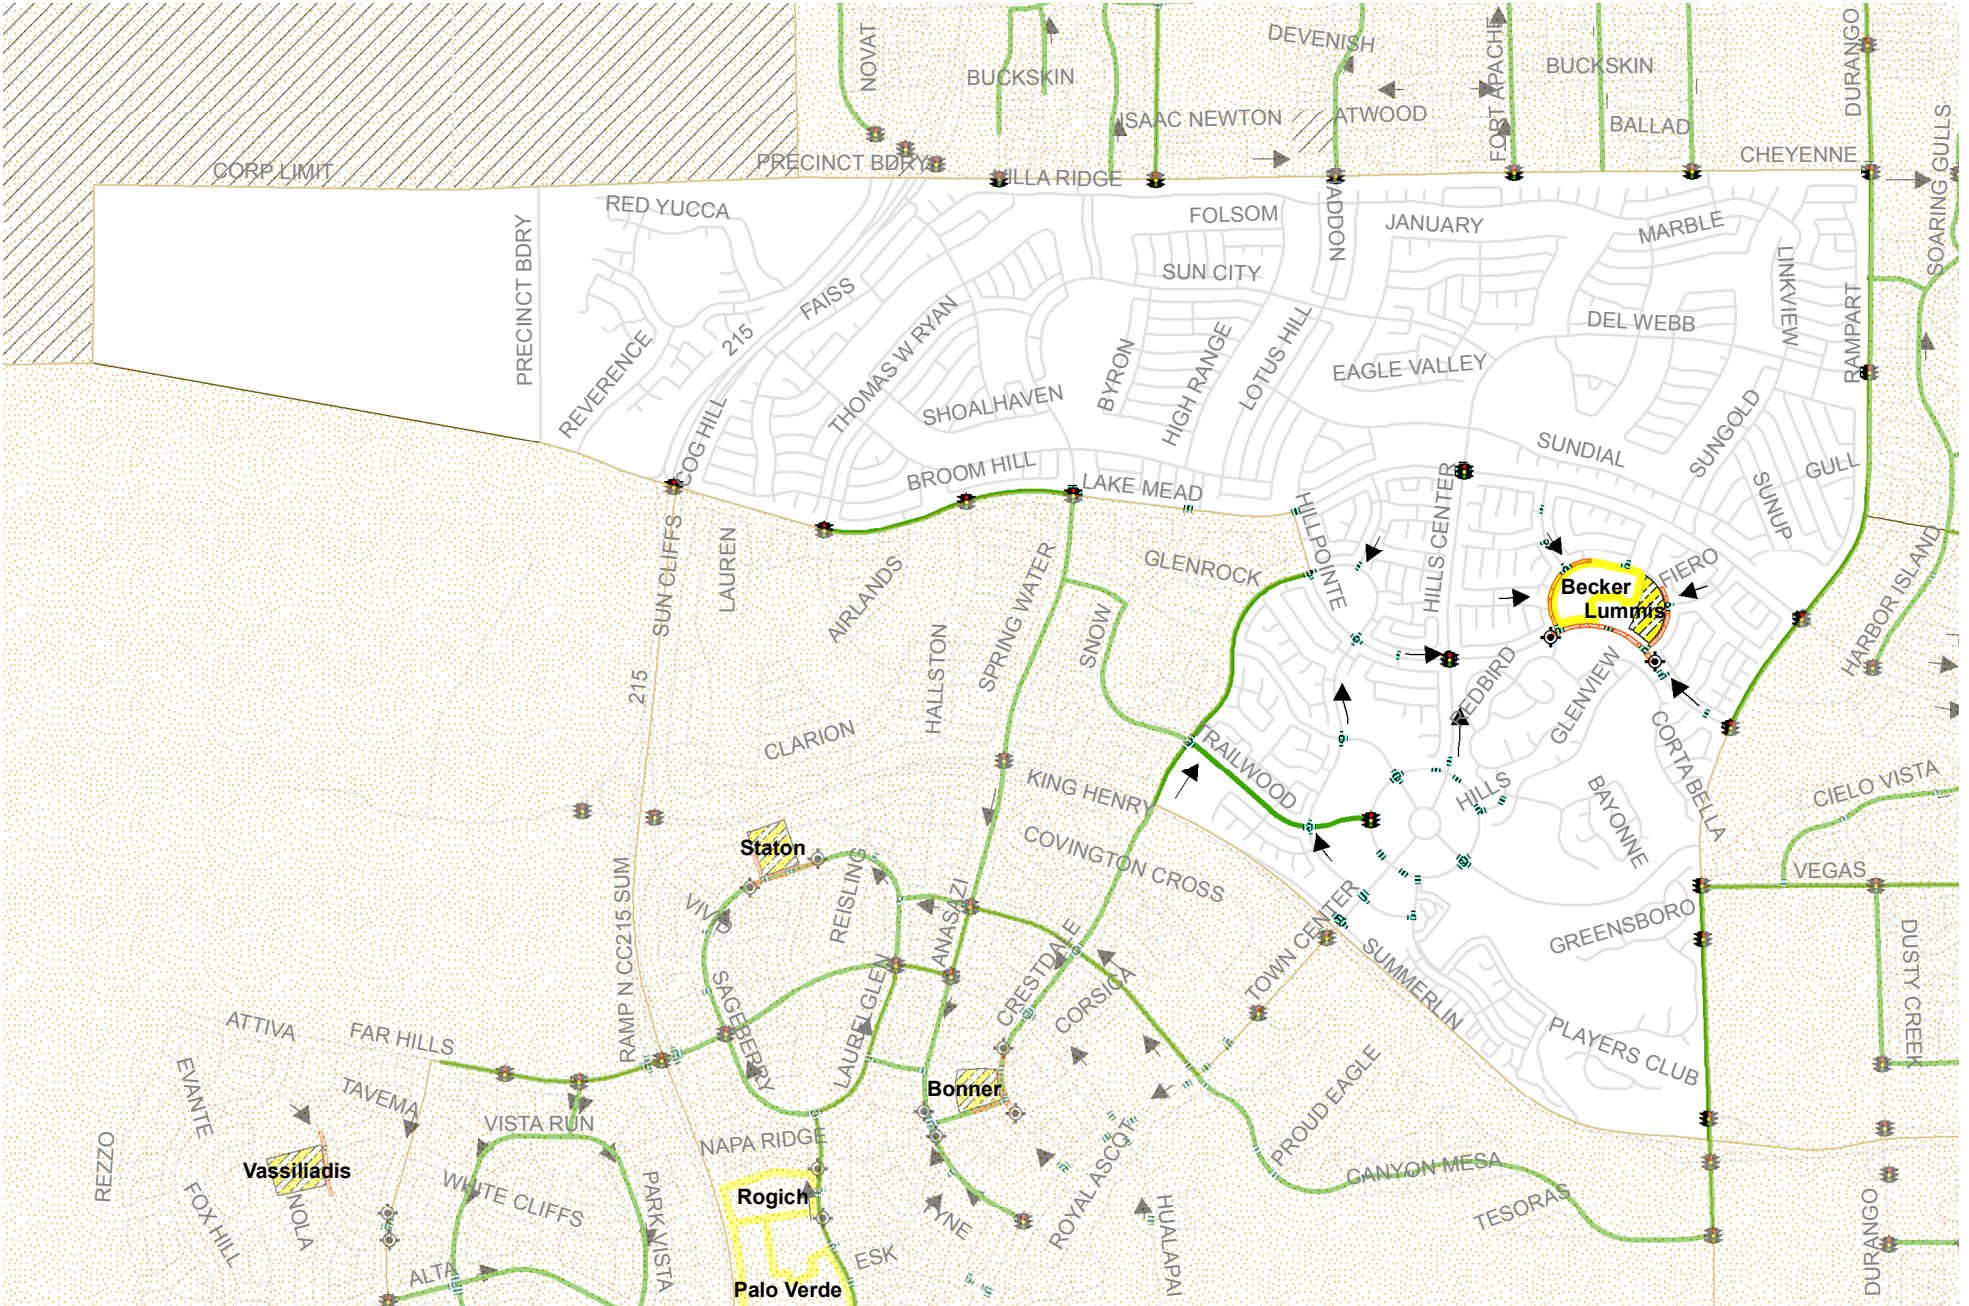 NOVAT
BUCKSKIN
DEVENISH
FORT APACHE
BUCKSKIN
DURANGO
ISAAC NEWTON
ATWOOD
BALLAD
SOARING GULLS
CORP LIMIT
PRECINCT BDRY
ILLA RIDGE
CHEYENNE
RED YUCCA
FOLSOM
ADDON
JANUARY
MARBLE
PRECINCT BDRY
SUN CITY
LINKVIEW
FAISS
215
THOMAS W RYAN
DEL WEBB
RAMPART
REVERENCE
BYRON
HIGH RANGE
LOTUS HILL
EAGLE VALLEY
SHOALHAVEN
SUNGOLD
COG HILL
BROOM HILL
LAKE MEAD
SUNDIAL
GULL
SUNUP
HILLPOINTE
HILLS CENTER
SUN CLIFFS
LAUREN
AIRLANDS
SPRING WATER
GLENROCK
FIERO
Becker
Lummis
HARBOR ISLAND
SNOW
HALLSTON
REDBIRD
GLENVIEW
215
CLARION
TRAILWOOD
CORTA BELLA
KING HENRY
HILLS
BAYONNE
CIELO VISTA
Staton
COVINGTON CROSS
VEGAS
REISLING
ANASAZI
TOWN CENTER
GREENSBORO
RAMP N CC215 SUM
CRESTDALE
SUMMERLIN
DUSTY CREEK
SAGEBERRY
LAURELGLEN
CORSICA
ATTIVA
FAR HILLS
PLAYERS CLUB
EVANTE
TAVEMA
Bonner
PROUD EAGLE
VISTA RUN
NAPA RIDGE
ROYAL ASCOT
REZZO
Vassiliadis
CANYON MESA
FOX HILL
NOLA
WHITE CLIFFS
PARK VISTA
Rogich
HUALAPAI
TESORAS
DURANGO
ALTA
ESK
Palo Verde